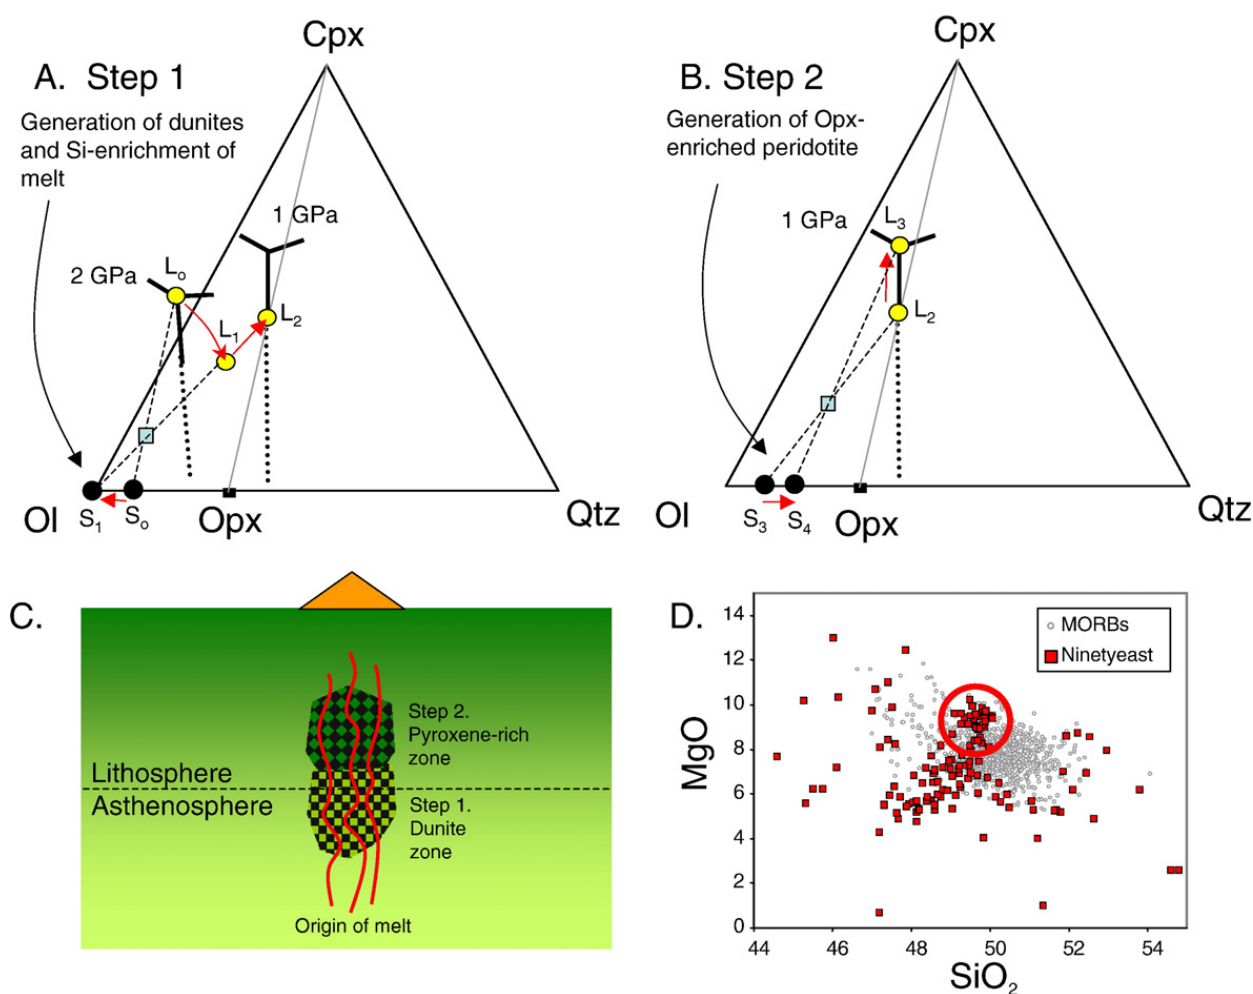 Cpx
A. Step 1
Generation of dunites
and Si-enrichment of
melt
1 GPa
2 GPa
Lo
L1
L2
Ol
S1
So
Opx
Qtz
Cpx
B. Step 2
Generation of Opx-
enriched peridotite
1 GPa
L3
L2
Ol
S3
S4
Opx
Qtz
C.
Step 2.
Pyroxene-rich
zone
Lithosphere
Asthenosphere
Step 1.
Dunite
zone
Origin of melt
D.
MORBs
Ninetyeast
MgO
14
12
10
8
6
4
2
0
44
46
48
50
52
54
SiO2